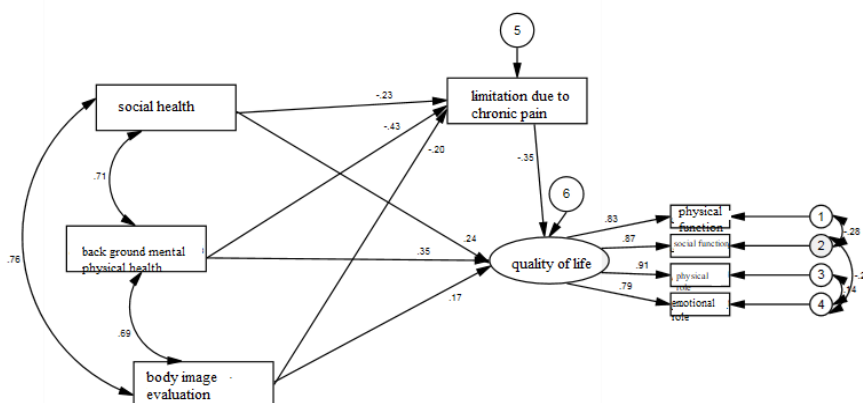 5
social health
-.23
limitation due to
chronic pain
-.43
-.20
.71
-.35
6
.76
back ground mental
physical health
.24
.35
quality of life
.17
.83
.87
.91
.79
physical
function
social function
physical
role
emotional
role
1
2
3
4
-.28
-.2
.14
.69
body image
evaluation